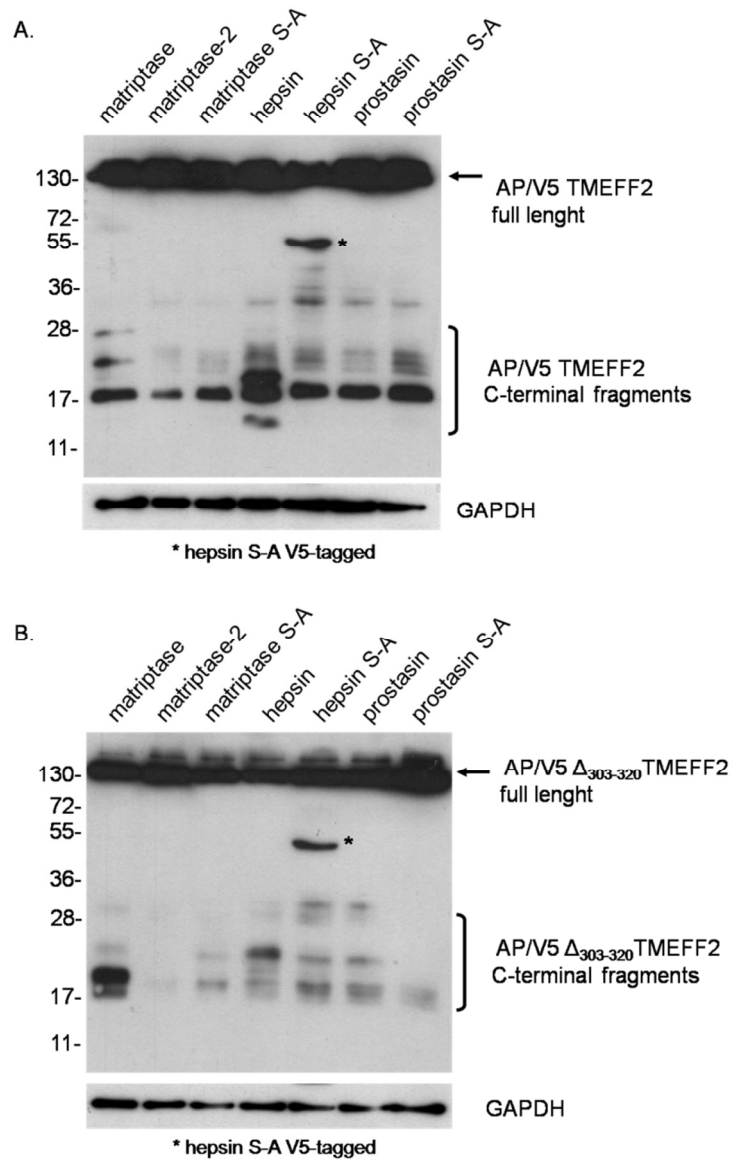 A.
matriptase
matriptase-2
matriptase S-A
hepsin
hepsin S-A
prostasin
prostasin S-A
130-
72-
55-
36-
28-
17-
11-
*
AP/V5 TMEFF2
full lenght
AP/V5 TMEFF2
C-terminal fragments
GAPDH
* hepsin S-A V5-tagged
B.
matriptase
matriptase-2
matriptase S-A
hepsin
hepsin S-A
prostasin
prostasin S-A
130-
72-
55-
36-
28-
17-
11-
*
AP/V5 Δ303-320TMEFF2
full lenght
AP/V5 Δ303-320TMEFF2
C-terminal fragments
GAPDH
* hepsin S-A V5-tagged